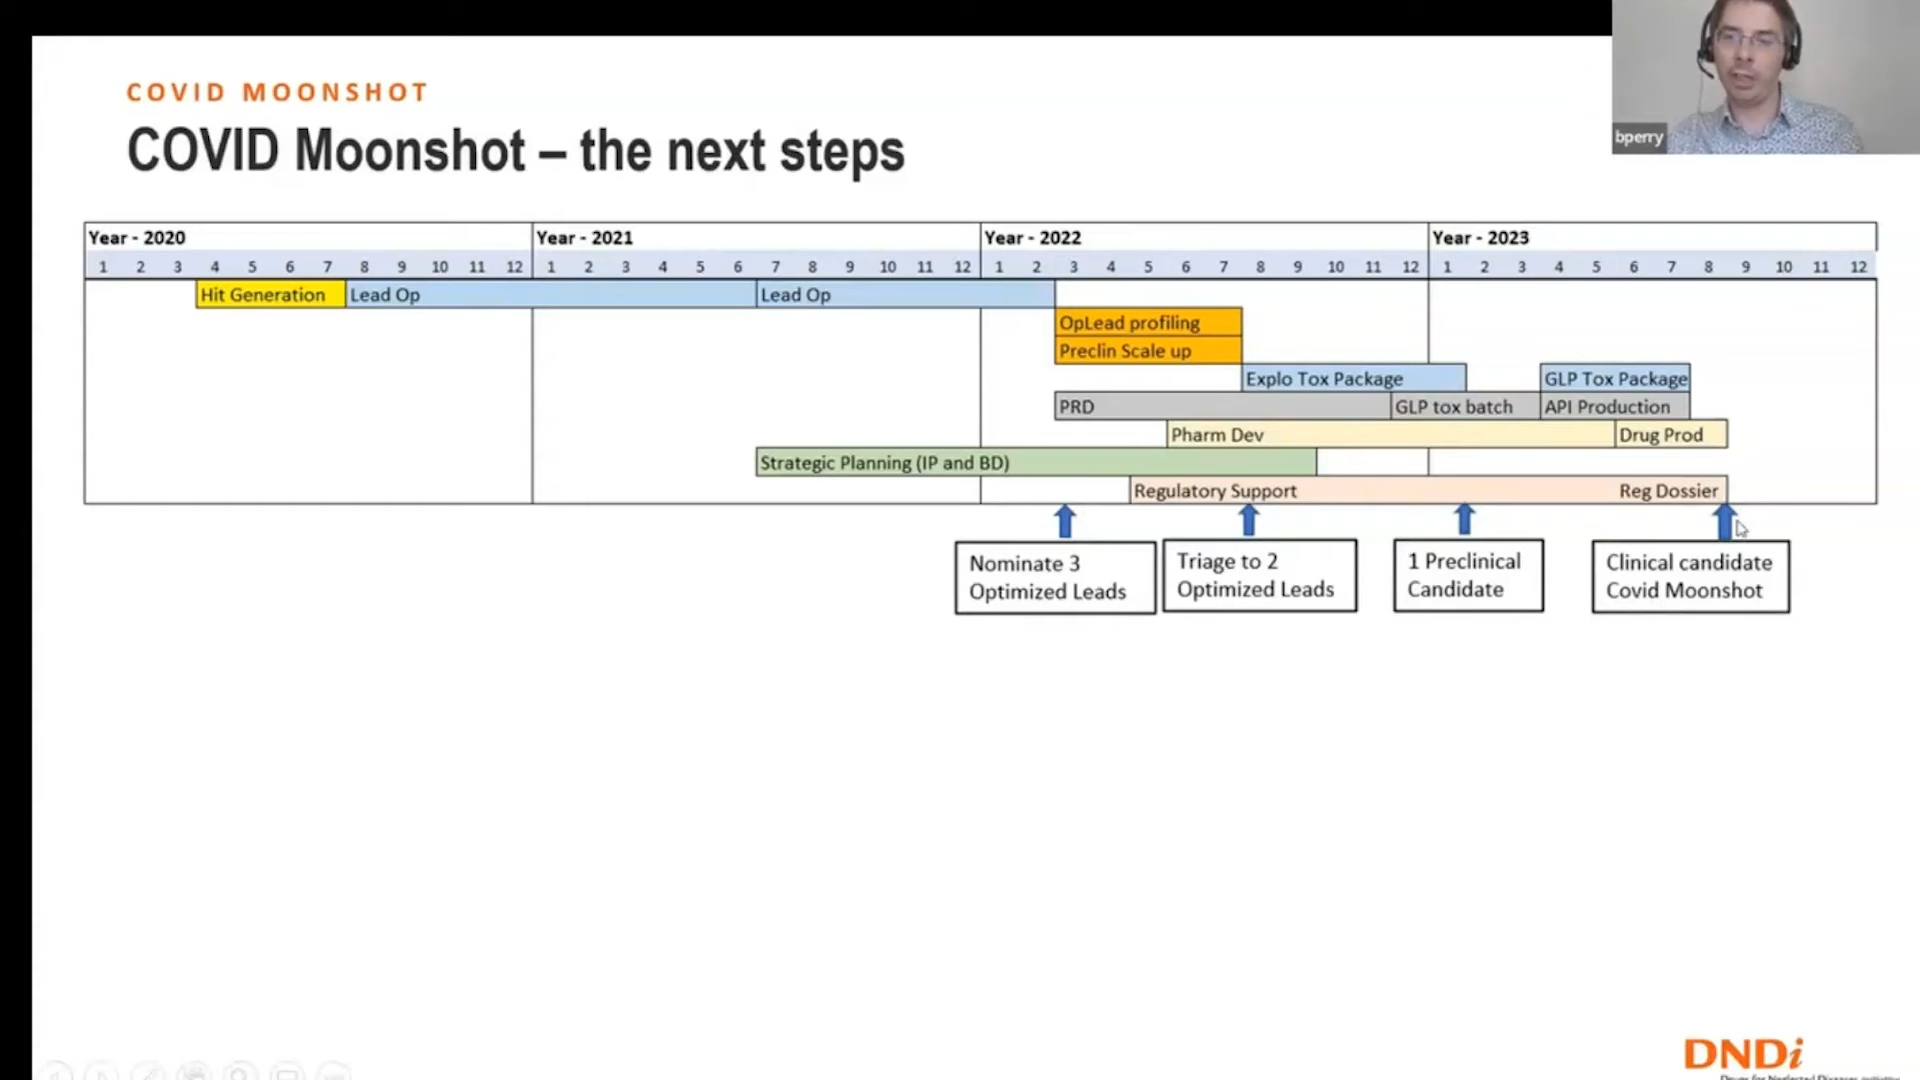 COVID MOONSHOT
COVID Moonshot – the next steps
bperry
Year - 2020 Year - 2021 Year - 2022 Year - 2023
1 2 3 4 5 6 7 8 9 10 11 12 1 2 3 4 5 6 7 8 9 10 11 12 1 2 3 4 5 6 7 8 9 10 11 12 1 2 3 4 5 6 7 8 9 10 11 12
Hit Generation Lead Op Lead Op
OpLead profiling
Preclin Scale up
Explo Tox Package GLP Tox Package
PRD GLP tox batch API Production
Pharm Dev Drug Prod
Strategic Planning (IP and BD)
Regulatory Support Reg Dossier
Nominate 3
Optimized Leads
Triage to 2
Optimized Leads
1 Preclinical
Candidate
Clinical candidate
Covid Moonshot
DNDi